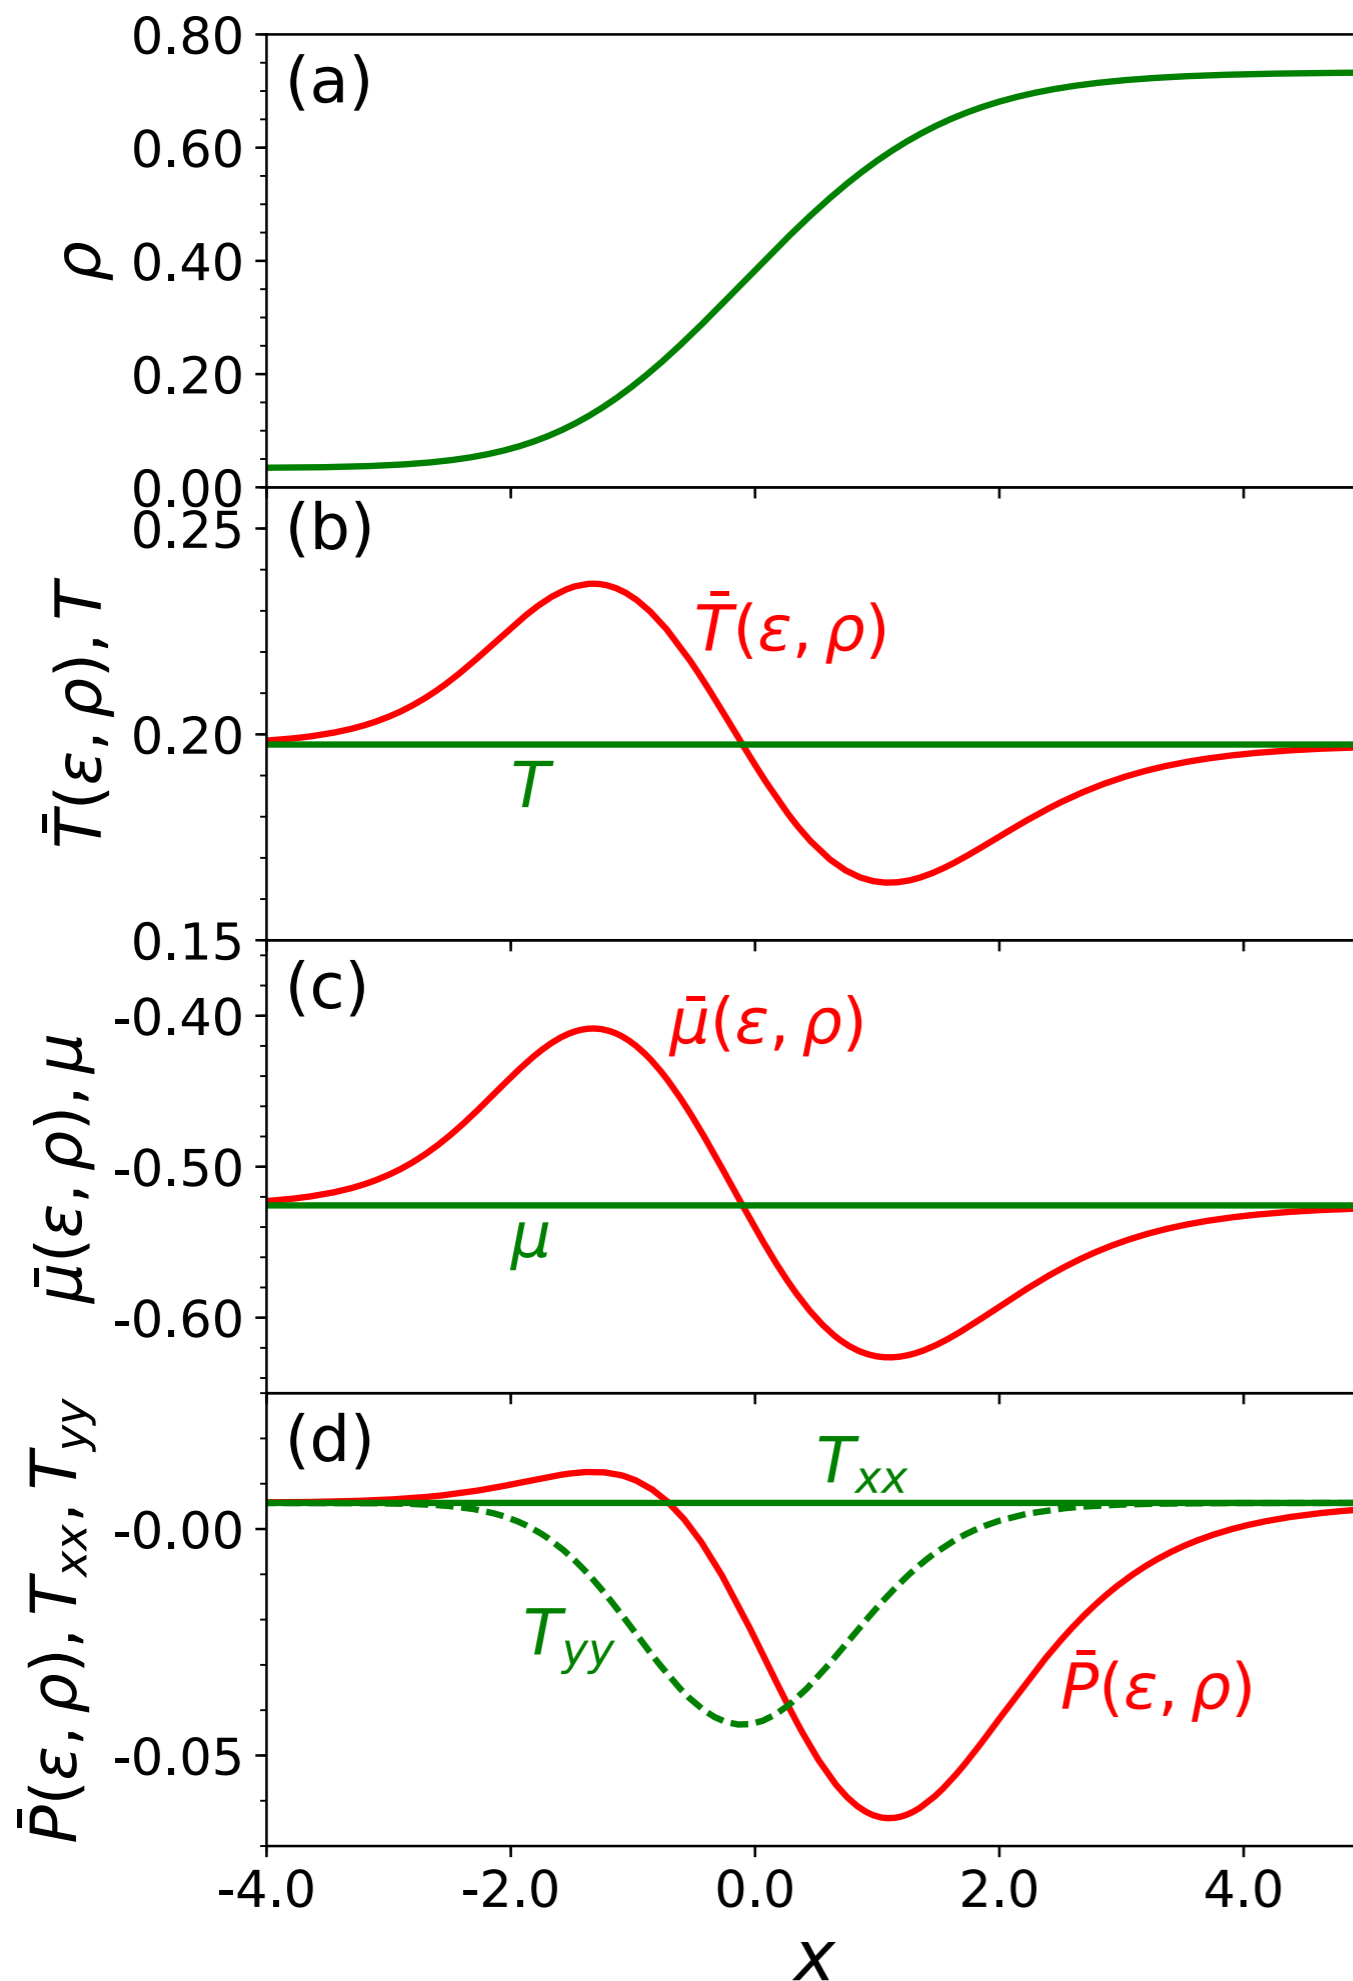 0.80
(a)
0.60
ρ
0.40
0.20
0.00
0.25
(b)
T̄(ε, ρ), T
T̄(ε, ρ)
0.20
T
0.15
(c)
-0.40
μ̄(ε, ρ), μ
μ̄(ε, ρ)
-0.50
μ
-0.60
(d)
P̄(ε, ρ), Txx, Tyy
Txx
-0.00
Tyy
P̄(ε, ρ)
-0.05
-4.0 -2.0 0.0 2.0 4.0
x